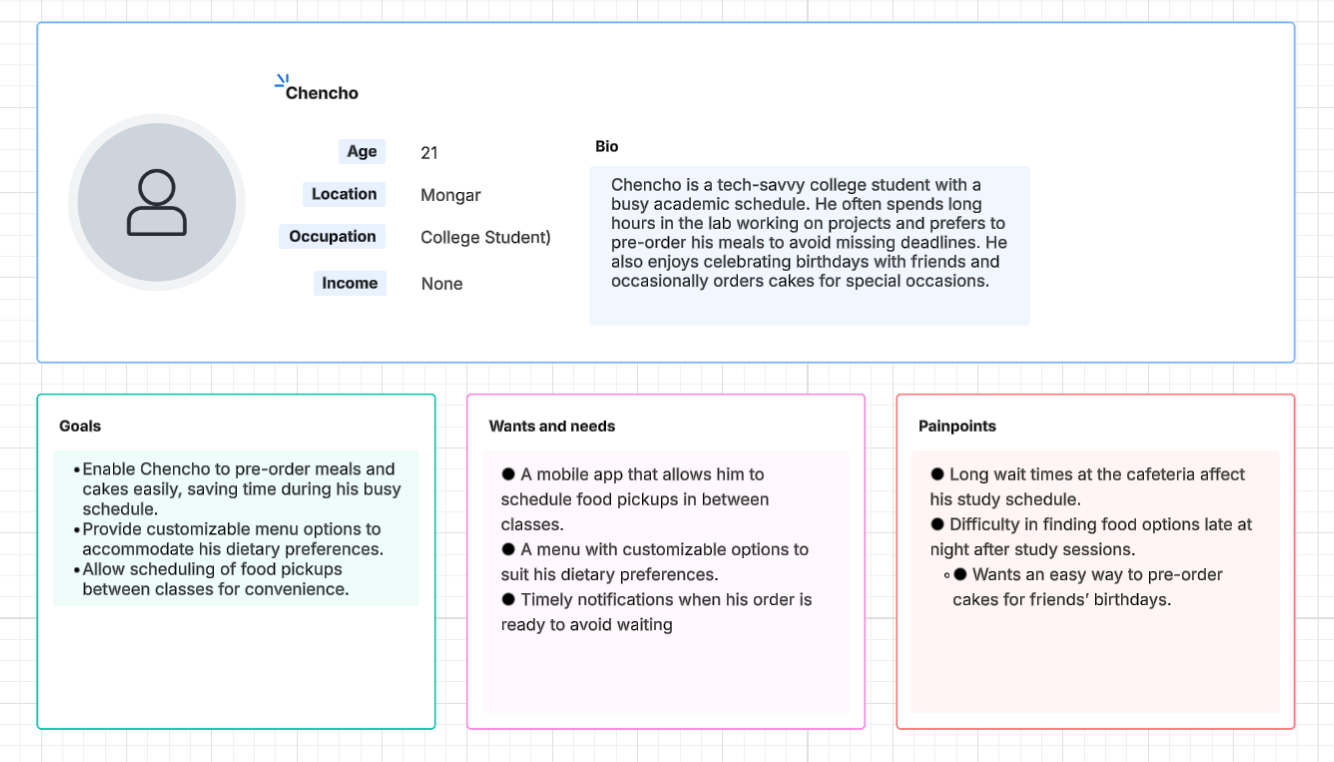 Chencho
Age
21
Location
Mongar
Occupation
College Student)
Income
None
Bio
Chencho is a tech-savvy college student with a
busy academic schedule. He often spends long
hours in the lab working on projects and prefers to
pre-order his meals to avoid missing deadlines. He
also enjoys celebrating birthdays with friends and
occasionally orders cakes for special occasions.
Goals
•Enable Chencho to pre-order meals and
cakes easily, saving time during his busy
schedule.
•Provide customizable menu options to
accommodate his dietary preferences.
•Allow scheduling of food pickups
between classes for convenience.
Wants and needs
● A mobile app that allows him to
schedule food pickups in between
classes.
● A menu with customizable options to
suit his dietary preferences.
● Timely notifications when his order is
ready to avoid waiting
Painpoints
● Long wait times at the cafeteria affect
his study schedule.
● Difficulty in finding food options late at
night after study sessions.
◦● Wants an easy way to pre-order
cakes for friends’ birthdays.